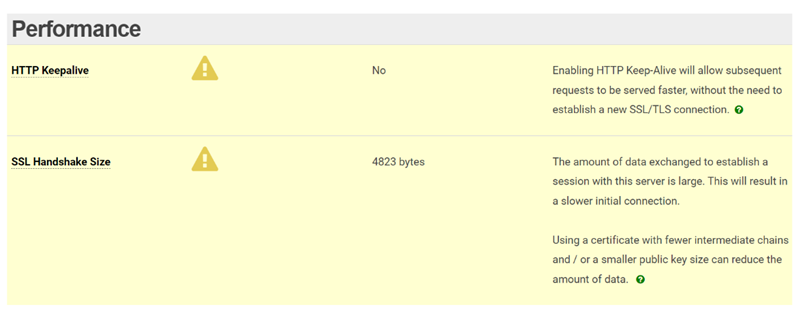 Performance
HTTP Keepalive
No
Enabling HTTP Keep-Alive will allow subsequent
requests to be served faster, without the need to
establish a new SSL/TLS connection.
SSL Handshake Size
4823 bytes
The amount of data exchanged to establish a
session with this server is large. This will result in
a slower initial connection.
Using a certificate with fewer intermediate chains
and / or a smaller public key size can reduce the
amount of data.